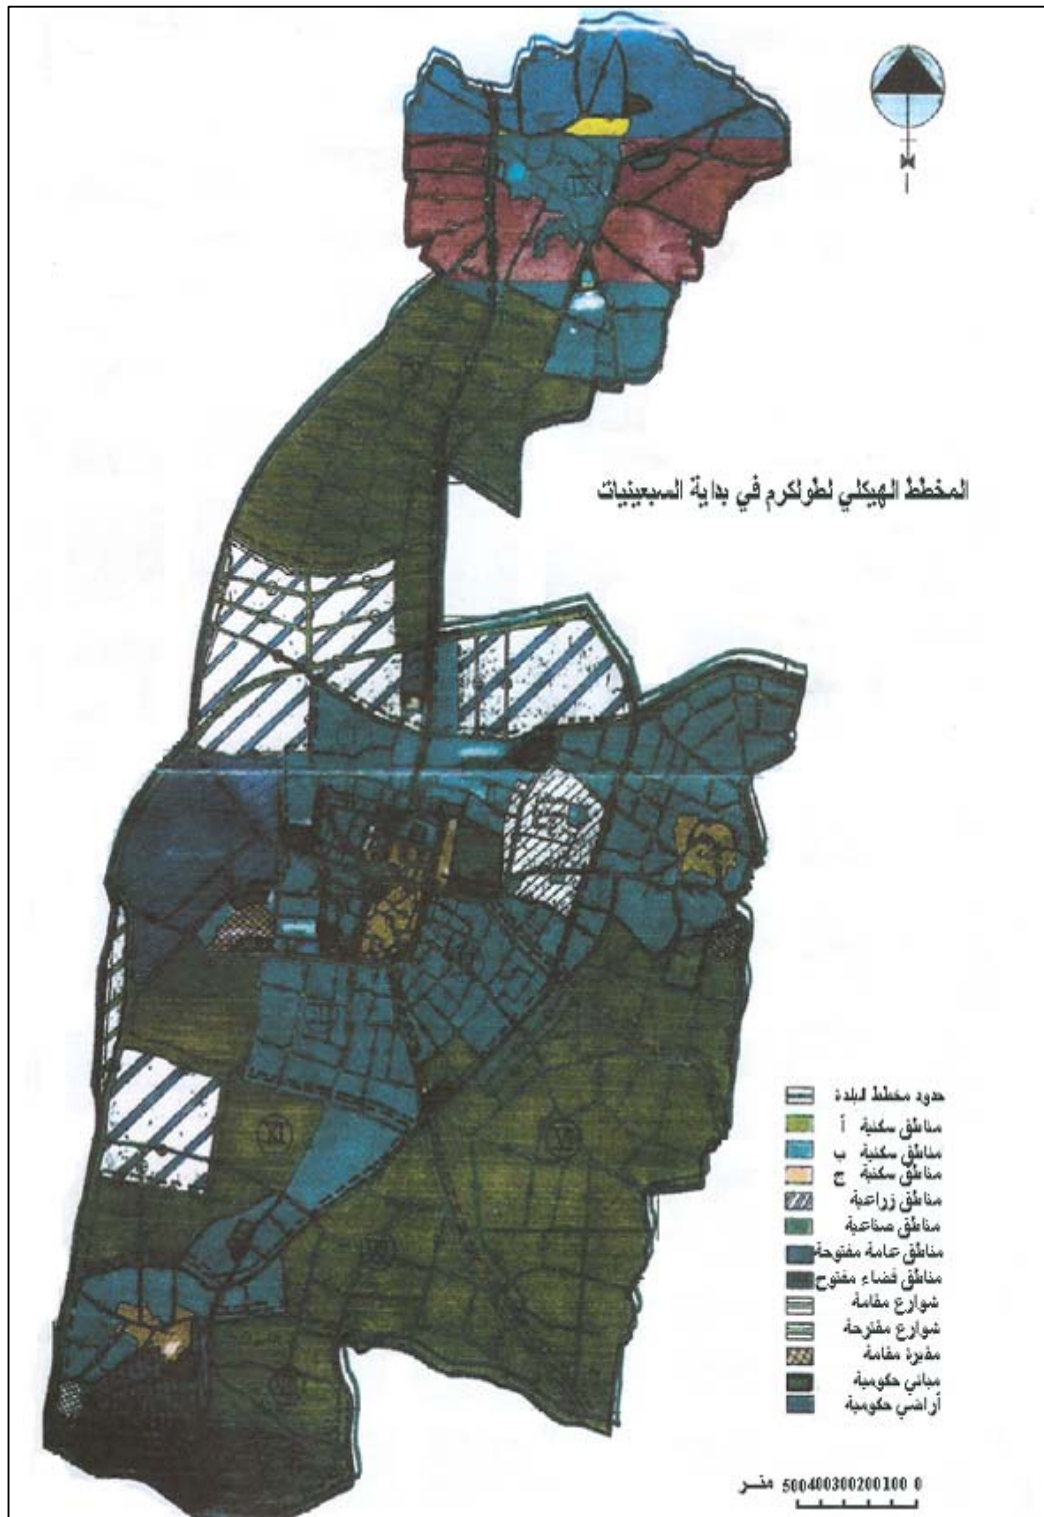 المخطط الهيكلي لطولكرم في بداية السبعينيات
حدود مخطط البلدة
مناطق سكنية أ
مناطق سكنية ب
مناطق سكنية ج
مناطق زراعية
مناطق صناعية
مناطق عامة مفتوحة
مناطق فضاء مفتوح
شوارع مقامة
شوارع مقترحة
مقبرة مقامة
مباني حكومية
أراضي حكومية
متر 500400300200100 0